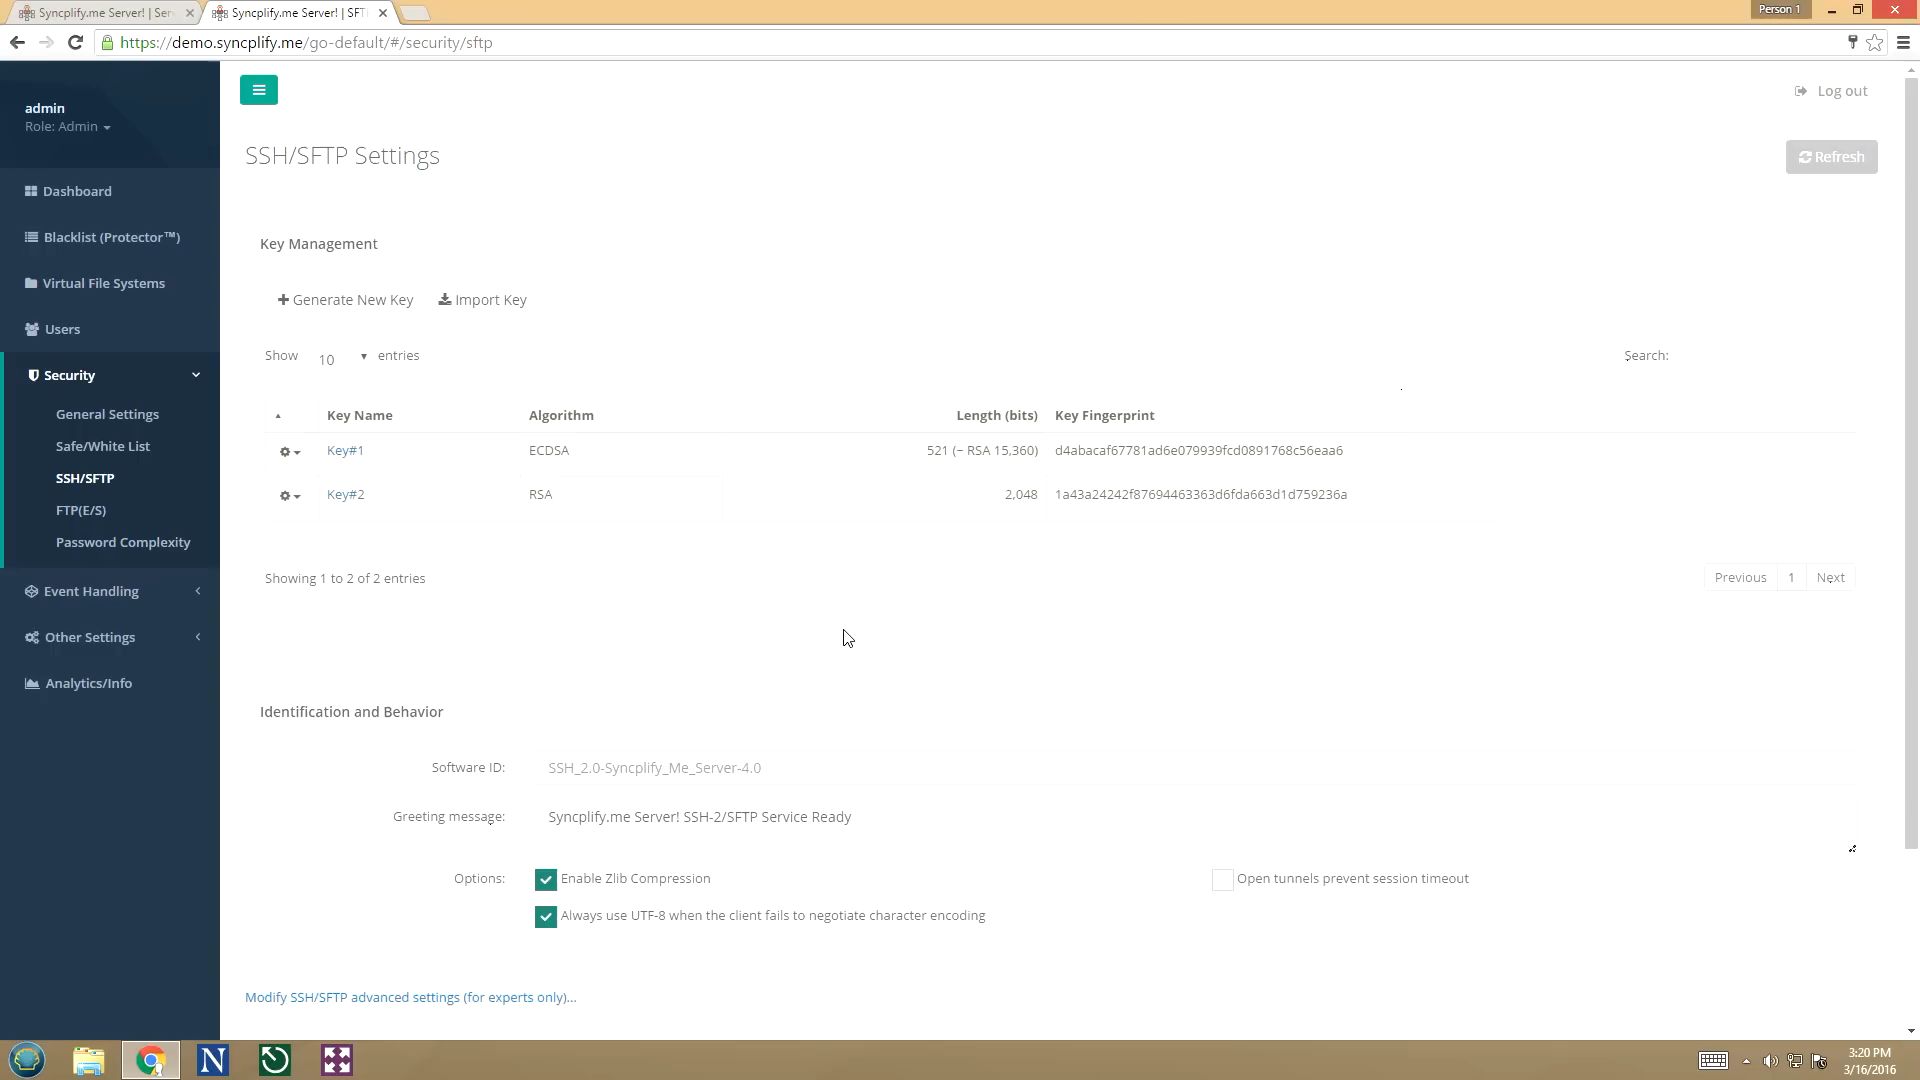 Syncplify.me Server! | Ser
Syncplify.me Server! | SFT
Person 1
https://demo.syncplify.me/go-default/#/security/sftp
admin
Role: Admin
Log out
SSH/SFTP Settings
Refresh
Dashboard
Blacklist (Protector™)
Virtual File Systems
Users
Security
General Settings
Safe/White List
SSH/SFTP
FTP(E/S)
Password Complexity
Event Handling
Other Settings
Analytics/Info
Key Management
Generate New Key
Import Key
Show 10 entries
Search:
Key Name Algorithm Length (bits) Key Fingerprint
Key#1 ECDSA 521 (~ RSA 15,360) d4abacaf67781ad6e079939fcd0891768c56eaa6
Key#2 RSA 2,048 1a43a24242f87694463363d6fda663d1d759236a
Showing 1 to 2 of 2 entries
Previous 1 Next
Identification and Behavior
Software ID: SSH_2.0-Syncplify_Me_Server-4.0
Greeting message: Syncplify.me Server! SSH-2/SFTP Service Ready
Options: Enable Zlib Compression
Open tunnels prevent session timeout
Always use UTF-8 when the client fails to negotiate character encoding
Modify SSH/SFTP advanced settings (for experts only)...
N
3:20 PM
3/16/2016